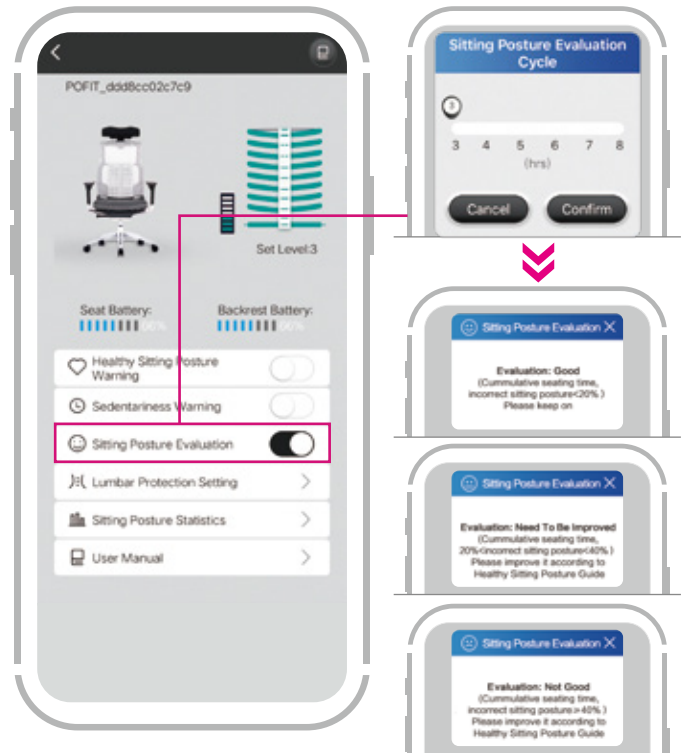 POFIT_ddd8cc02c7c9
Set Level:3
Seat Battery:
66%
Backrest Battery:
66%
Healthy Sitting Posture
Warning
Sedentariness Warning
Sitting Posture Evaluation
Lumbar Protection Setting
Sitting Posture Statistics
User Manual
Sitting Posture Evaluation
Cycle
3
3 4 5 6 7 8
(hrs)
Cancel Confirm
Sitting Posture Evaluation X
Evaluation: Good
(Cummulative seating time,
incorrect sitting posture<20% )
Please keep on
Sitting Posture Evaluation X
Evaluation: Need To Be Improved
(Cummulative seating time,
20%<incorrect sitting posture<40% )
Please improve it according to
Healthy Sitting Posture Guide
Sitting Posture Evaluation X
Evaluation: Not Good
(Cummulative seating time,
incorrect sitting posture≥40% )
Please improve it according to
Healthy Sitting Posture Guide